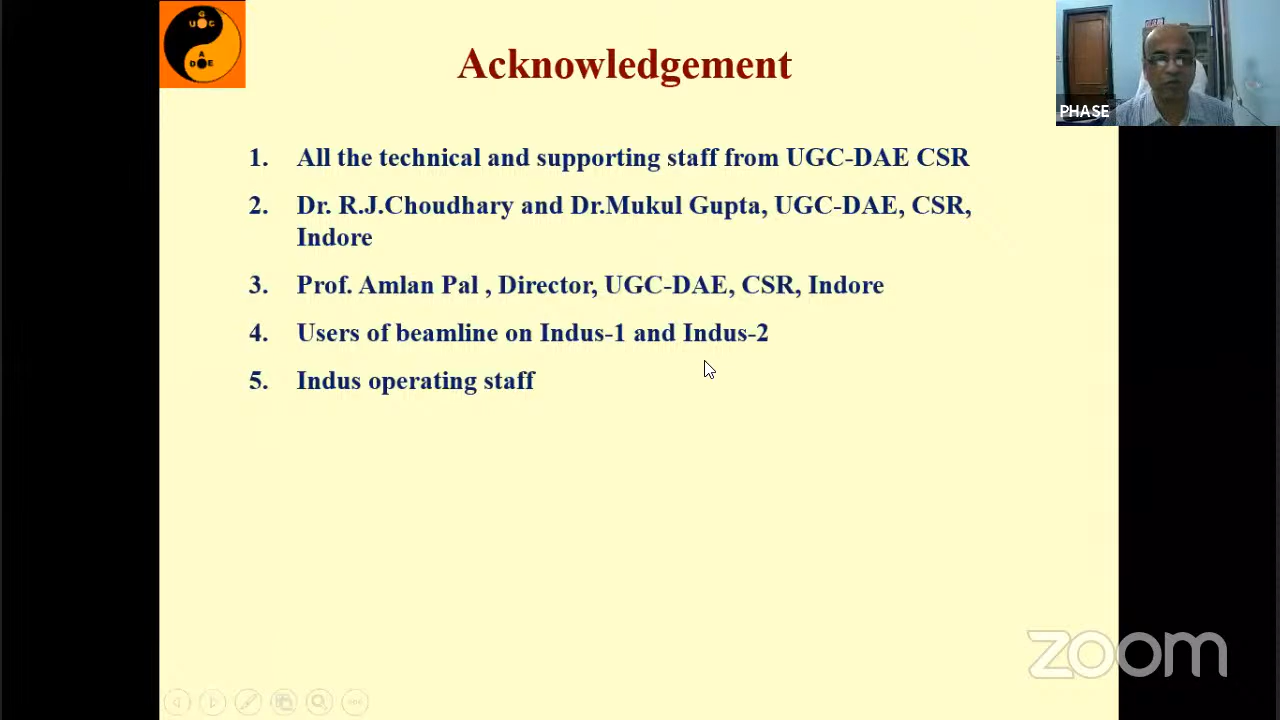 G
U G C
A
D E
Acknowledgement
PHASE
1. All the technical and supporting staff from UGC-DAE CSR
2. Dr. R.J.Choudhary and Dr.Mukul Gupta, UGC-DAE, CSR,
Indore
3. Prof. Amlan Pal , Director, UGC-DAE, CSR, Indore
4. Users of beamline on Indus-1 and Indus-2
5. Indus operating staff
zoom